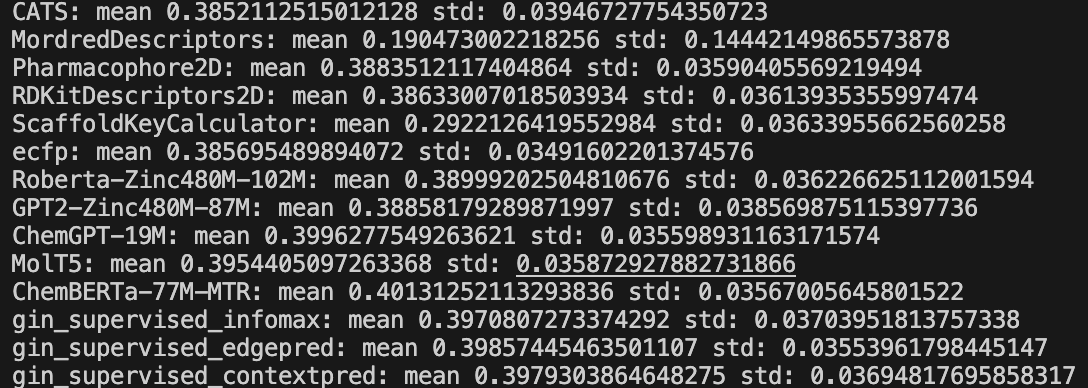 CATS: mean 0.3852112515012128 std: 0.03946727754350723
MordredDescriptors: mean 0.190473002218256 std: 0.14442149865573878
Pharmacophore2D: mean 0.3883512117404864 std: 0.03590405569219494
RDKitDescriptors2D: mean 0.38633007018503934 std: 0.03613935355997474
ScaffoldKeyCalculator: mean 0.2922126419552984 std: 0.03633955662560258
ecfp: mean 0.385695489894072 std: 0.03491602201374576
Roberta-Zinc480M-102M: mean 0.38999202504810676 std: 0.036226625112001594
GPT2-Zinc480M-87M: mean 0.38858179289871997 std: 0.038569875115397736
ChemGPT-19M: mean 0.3996277549263621 std: 0.035598931163171574
MolT5: mean 0.3954405097263368 std: 0.035872927882731866
ChemBERTa-77M-MTR: mean 0.40131252113293836 std: 0.03567005645801522
gin_supervised_infomax: mean 0.3970807273374292 std: 0.03703951813757338
gin_supervised_edgepred: mean 0.39857445463501107 std: 0.03553961798445147
gin_supervised_contextpred: mean 0.3979303864648275 std: 0.03694817695858317